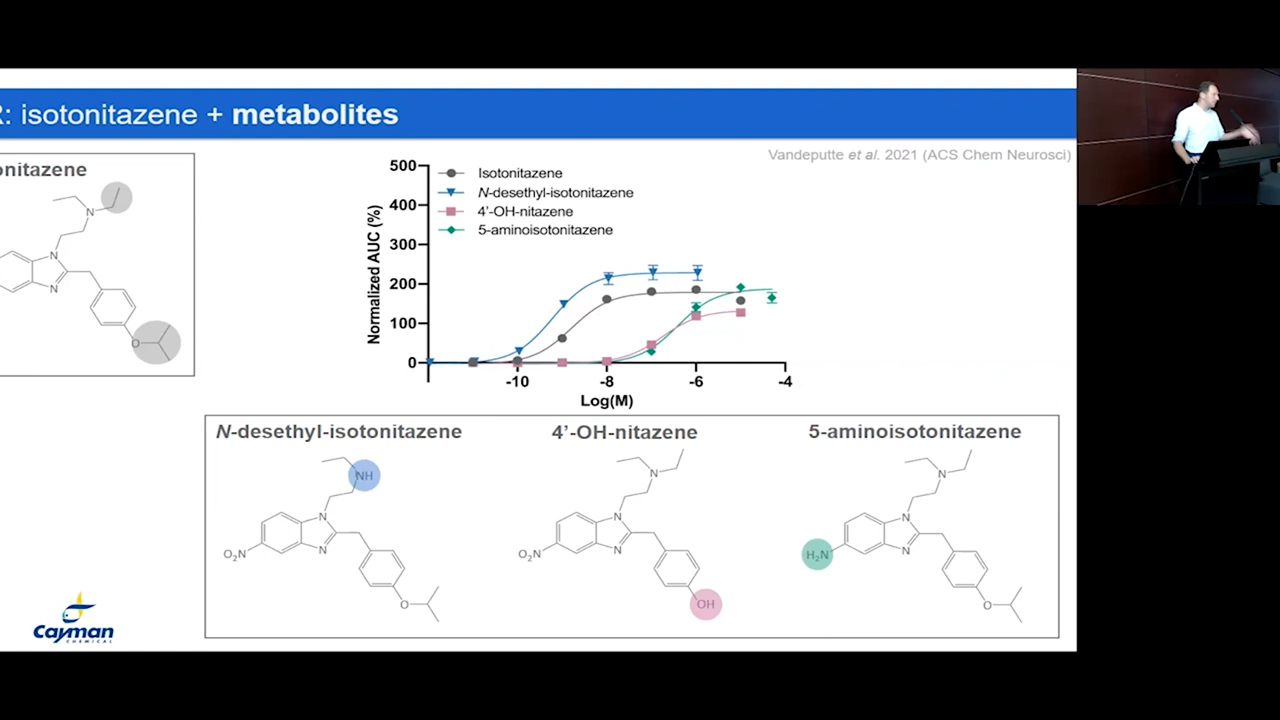 R: isotonitazene + metabolites
Vandeputte et al. 2021 (ACS Chem Neurosci)
onitazene
N
N
N
O
Normalized AUC (%)
500
400
300
200
100
0
Isotonitazene
N-desethyl-isotonitazene
4’-OH-nitazene
5-aminoisotonitazene
-10
-8
-6
-4
Log(M)
N-desethyl-isotonitazene
4’-OH-nitazene
5-aminoisotonitazene
NH
N
N
O2N
O
N
N
N
O2N
OH
N
N
N
H2N
O
Cayman
CHEMICAL